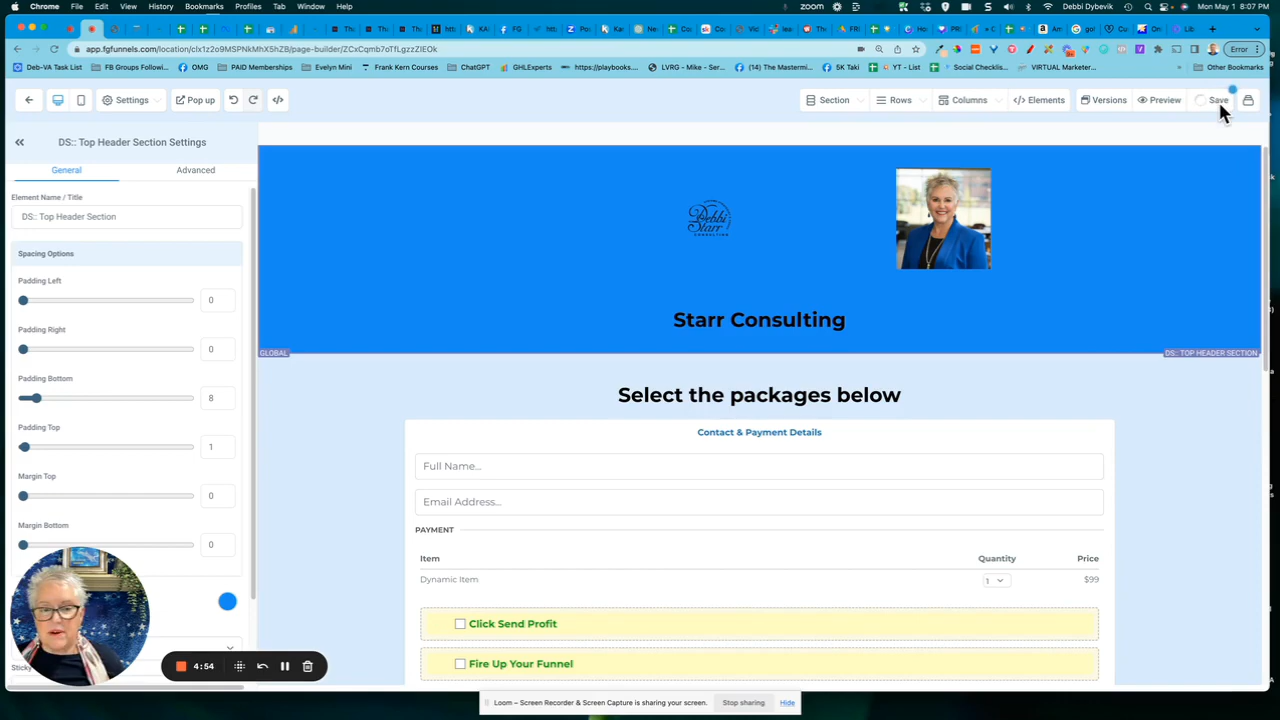 Chrome File Edit View History Bookmarks Profiles Tab Window Help
zoom Debbi Dybevik Mon May 1 8:07 PM
app.fgfunnels.com/location/clx1z2o9MSPNkMhX5hZB/page-builder/ZCxCqmb7oTfLgzzZIEOk
Error
Deb-VA Task List FB Groups Followi... OMG PAID Memberships Evelyn Mini Frank Kern Courses ChatGPT GHLExperts https://playbooks.... LVRG - Mike - Ser... (14) The Mastermi... 5K Taki YT - List Social Checklis... VIRTUAL Marketer... Other Bookmarks
Settings Pop up Section Rows Columns Elements Versions Preview Save
DS:: Top Header Section Settings
General Advanced
Element Name / Title
DS:: Top Header Section
Spacing Options
Padding Left
0
Padding Right
0
Padding Bottom
8
Padding Top
1
Margin Top
0
Margin Bottom
0
Sticky
4:54
Debbi
Starr
CONSULTING
Starr Consulting
GLOBAL DS:: TOP HEADER SECTION
Select the packages below
Contact & Payment Details
Full Name...
Email Address...
PAYMENT
Item Quantity Price
Dynamic Item 1 $99
Click Send Profit
Fire Up Your Funnel
Loom – Screen Recorder & Screen Capture is sharing your screen. Stop sharing Hide